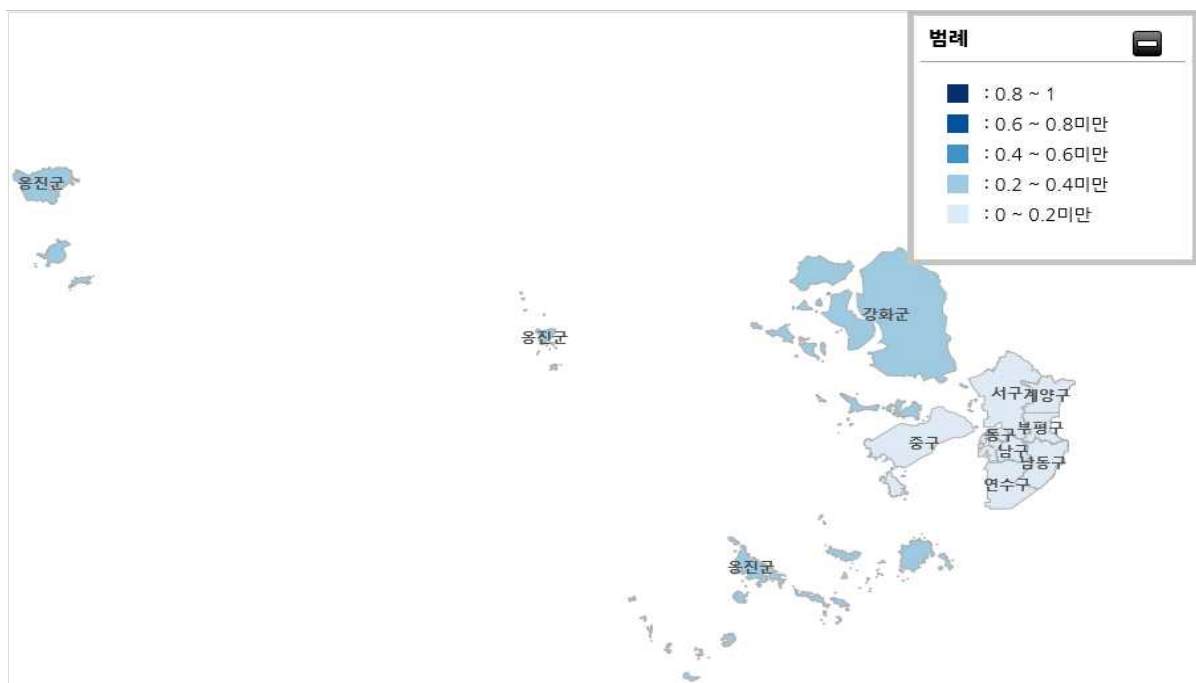 범례
: 0.8 ~ 1
: 0.6 ~ 0.8미만
: 0.4 ~ 0.6미만
: 0.2 ~ 0.4미만
: 0 ~ 0.2미만
옹진군
강화군
옹진군
서구
계양구
부평구
동구
중구
남구
남동구
연수구
옹진군